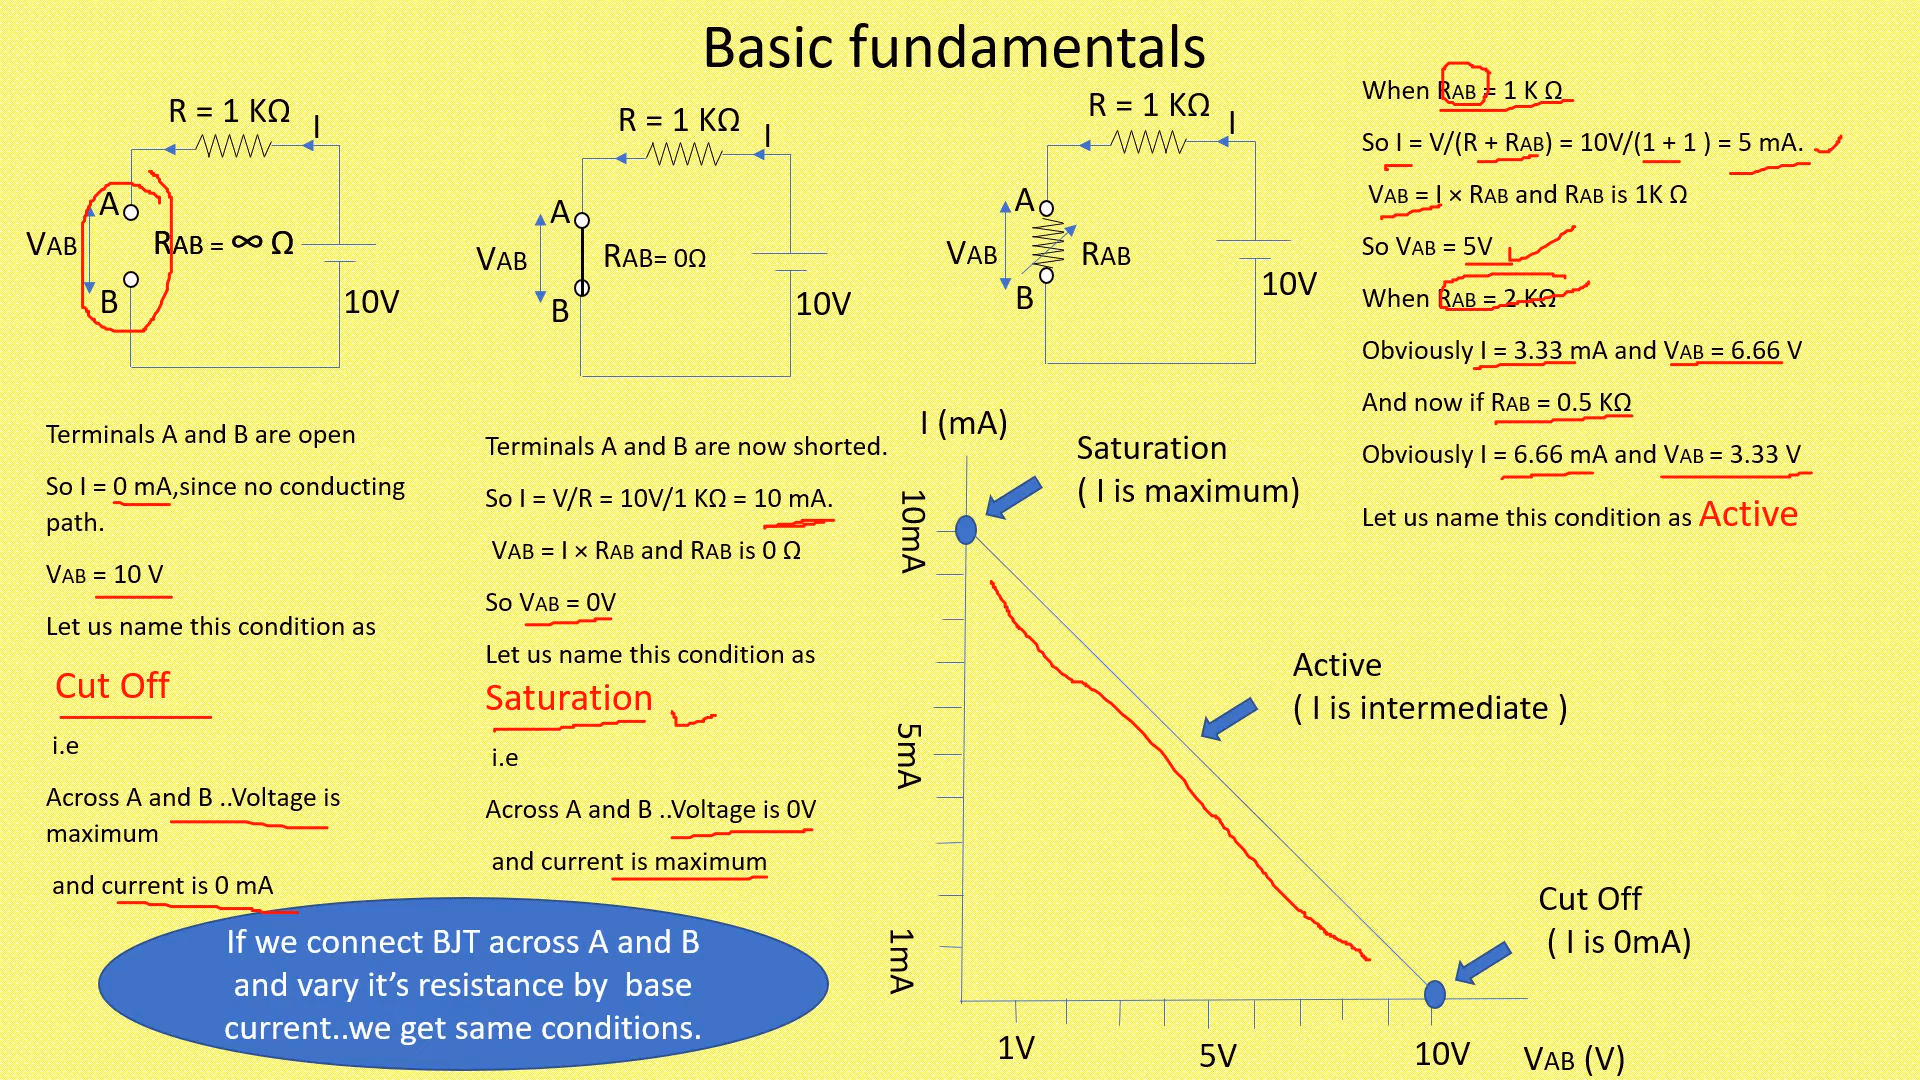 Basic fundamentals
R = 1 KΩ
I
A
VAB
RAB = ∞ Ω
B
10V
R = 1 KΩ
I
A
VAB
RAB= 0Ω
B
10V
R = 1 KΩ
I
A
VAB
RAB
B
10V
When RAB = 1 K Ω
So I = V/(R + RAB) = 10V/(1 + 1 ) = 5 mA.
VAB = I × RAB and RAB is 1K Ω
So VAB = 5V
When RAB = 2 KΩ
Obviously I = 3.33 mA and VAB = 6.66 V
And now if RAB = 0.5 KΩ
Obviously I = 6.66 mA and VAB = 3.33 V
Let us name this condition as Active
Terminals A and B are open
So I = 0 mA,since no conducting
path.
VAB = 10 V
Let us name this condition as
Cut Off
i.e
Across A and B ..Voltage is
maximum
and current is 0 mA
Terminals A and B are now shorted.
So I = V/R = 10V/1 KΩ = 10 mA.
VAB = I × RAB and RAB is 0 Ω
So VAB = 0V
Let us name this condition as
Saturation
i.e
Across A and B ..Voltage is 0V
and current is maximum
If we connect BJT across A and B
and vary it’s resistance by base
current..we get same conditions.
I (mA)
10mA
5mA
1mA
Saturation
( I is maximum)
Active
( I is intermediate )
Cut Off
( I is 0mA)
1V
5V
10V
VAB (V)